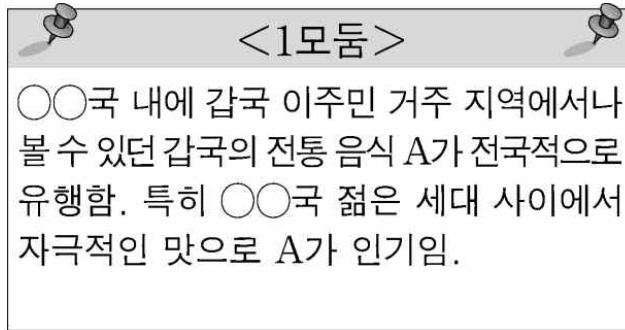 <1모둠>
○○국 내에 갑국 이주민 거주 지역에서나
볼 수 있던 갑국의 전통 음식 A가 전국적으로
유행함. 특히 ○○국 젊은 세대 사이에서
자극적인 맛으로 A가 인기임.